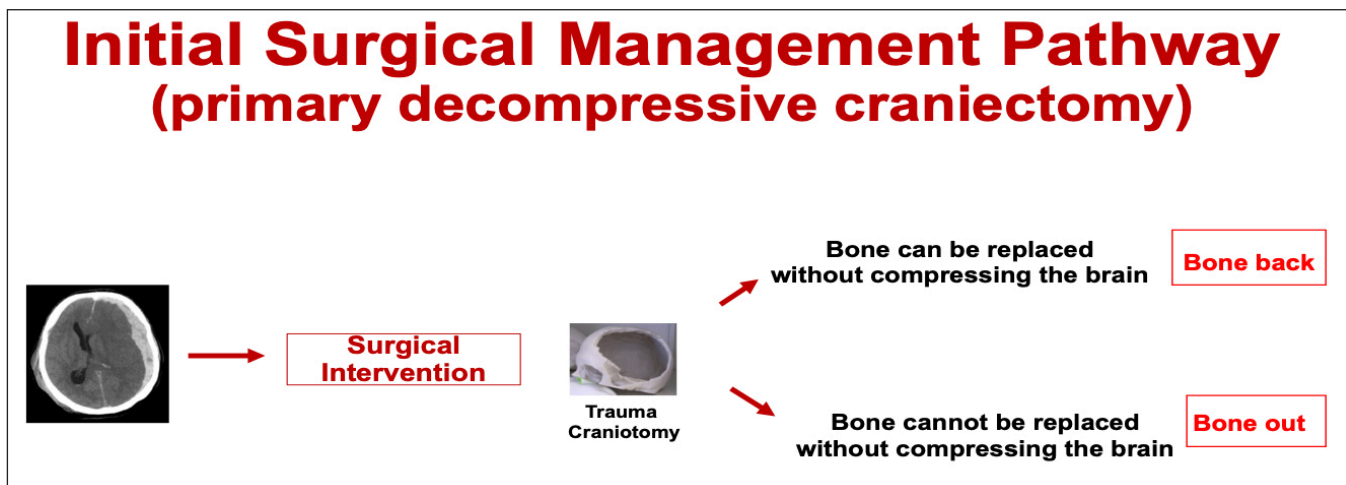 Initial Surgical Management Pathway
(primary decompressive craniectomy)
Bone can be replaced
without compressing the brain
Bone back
Surgical
Intervention
Trauma
Craniotomy
Bone cannot be replaced
without compressing the brain
Bone out